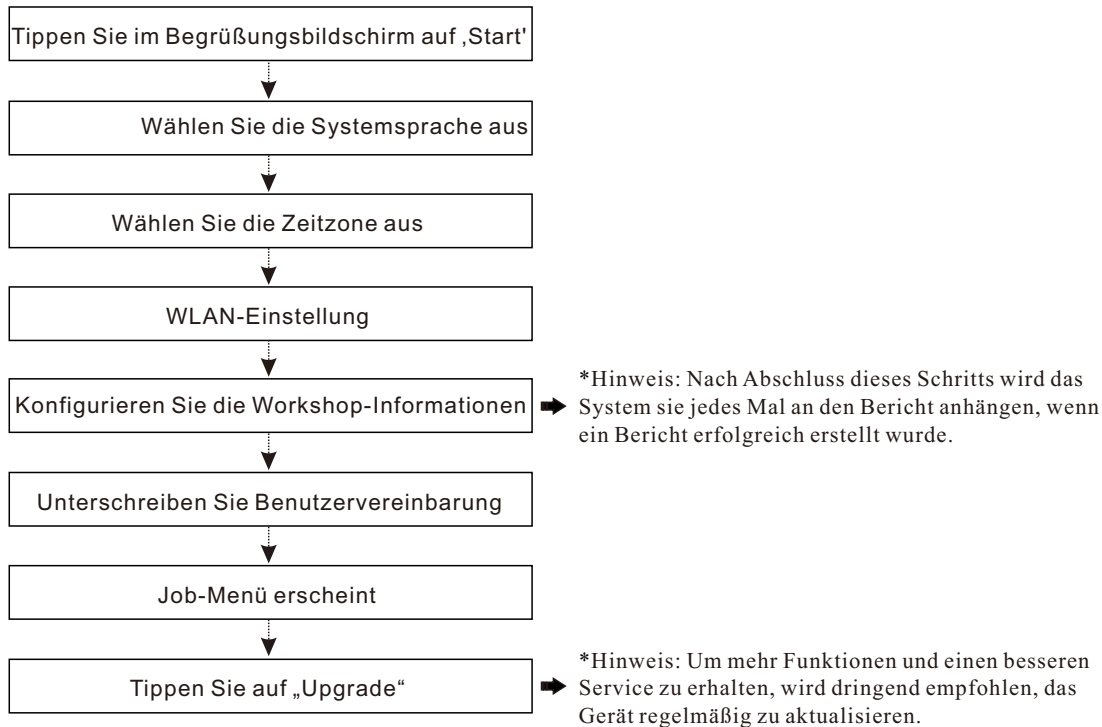 Tippen Sie im Begrüßungsbildschirm auf ‚Start'
Wählen Sie die Systemsprache aus
Wählen Sie die Zeitzone aus
WLAN-Einstellung
Konfigurieren Sie die Workshop-Informationen
*Hinweis: Nach Abschluss dieses Schritts wird das
System sie jedes Mal an den Bericht anhängen, wenn
ein Bericht erfolgreich erstellt wurde.
Unterschreiben Sie Benutzervereinbarung
Job-Menü erscheint
Tippen Sie auf „Upgrade“
*Hinweis: Um mehr Funktionen und einen besseren
Service zu erhalten, wird dringend empfohlen, das
Gerät regelmäßig zu aktualisieren.